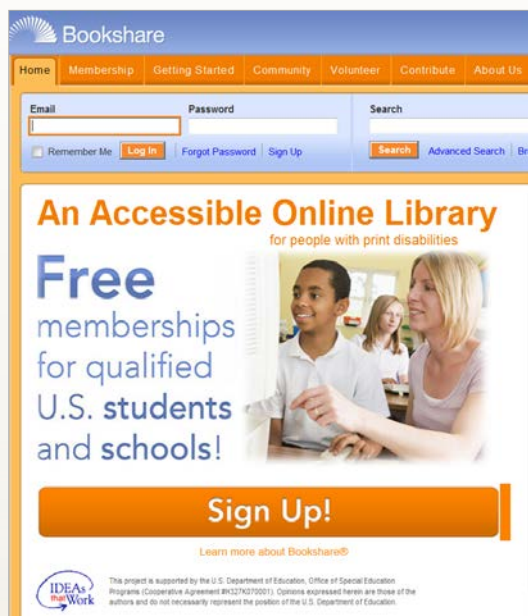 Bookshare
Home Membership Getting Started Community Volunteer Contribute About Us
Email Password Search
Remember Me Log In Forgot Password Sign Up Search Advanced Search
An Accessible Online Library
for people with print disabilities
Free
memberships
for qualified
U.S. students
and schools!
Sign Up!
Learn more about Bookshare®
IDEAs
that Work
This project is supported by the U.S. Department of Education, Office of Special Education
Programs (Cooperative Agreement #H327K070001). Opinions expressed herein are those of the
authors and do not necessarily represent the position of the U.S. Department of Education.